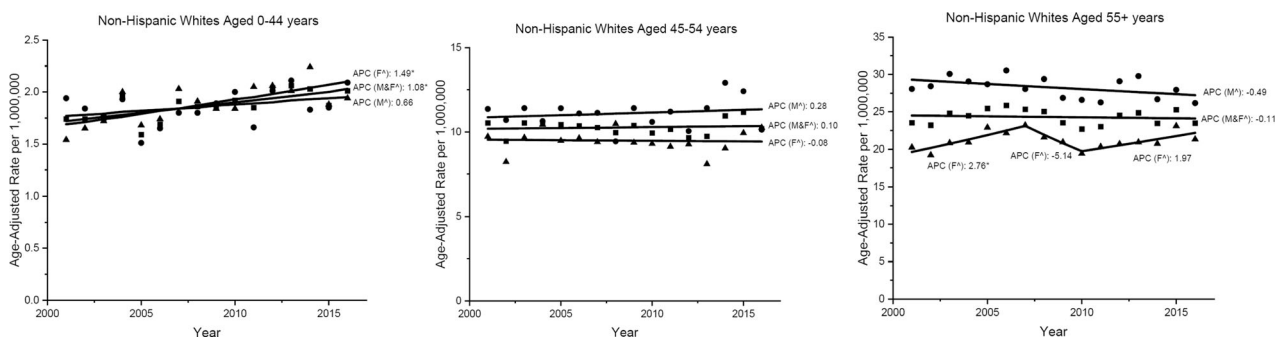 Non-Hispanic Whites Aged 0-44 years
2.5
2.0
1.5
1.0
0.5
0.0
Age-Adjusted Rate per 1,000,000
2000
2005
2010
2015
Year
APC (F^): 1.49*
APC (M&F^): 1.08*
APC (M^): 0.66
Non-Hispanic Whites Aged 45-54 years
15
10
5
0
Age-Adjusted Rate per 1,000,000
2000
2005
2010
2015
Year
APC (M^): 0.28
APC (M&F^): 0.10
APC (F^): -0.08
Non-Hispanic Whites Aged 55+ years
35
30
25
20
15
10
5
0
Age-Adjusted Rate per 1,000,000
2000
2005
2010
2015
Year
APC (M^): -0.49
APC (M&F^): -0.11
APC (F^): 2.76*
APC (F^): -5.14
APC (F^): 1.97